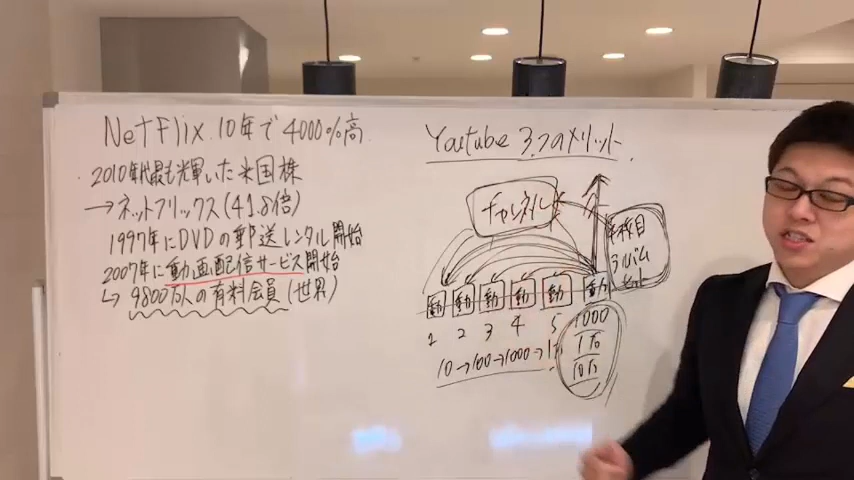 NetFlix 10年で4000%高
・2010年代最も輝いた米国株
→ネットフリックス(41.8倍)
1997年にDVDの郵送レンタル開始
2007年に動画配信サービス開始
↳ 9800万人の有料会員(世界)
Youtube 3つのメリット
チャンネル
動 動 動 動 動 動
1 2 3 4 5
10→100→1000→1万
1000
1万
10万